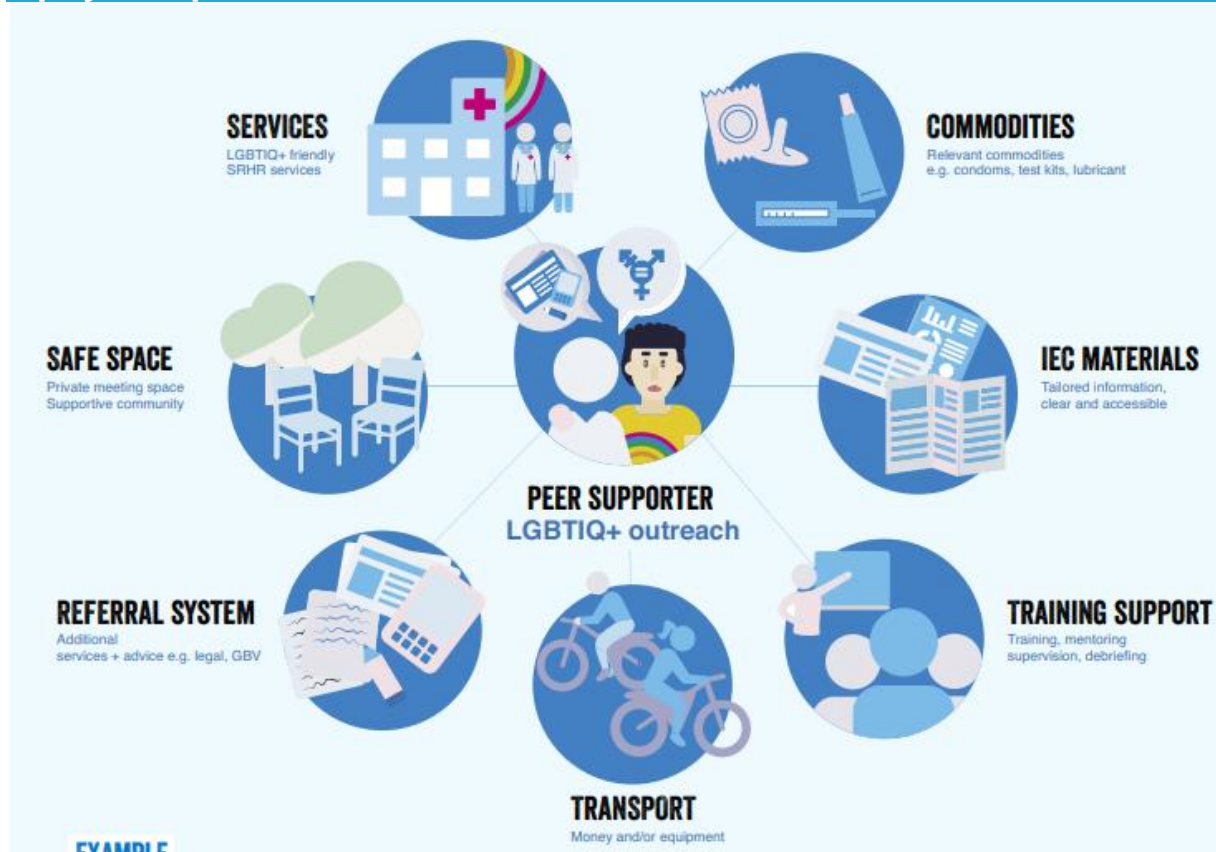 SERVICES
LGBTIQ+ friendly
SRHR services
COMMODITIES
Relevant commodities
e.g. condoms, test kits, lubricant
SAFE SPACE
Private meeting space
Supportive community
IEC MATERIALS
Tailored information,
clear and accessible
PEER SUPPORTER
LGBTIQ+ outreach
REFERRAL SYSTEM
Additional
services + advice e.g. legal, GBV
TRAINING SUPPORT
Training, mentoring
supervision, debriefing
TRANSPORT
Money and/or equipment
EXAMPLE